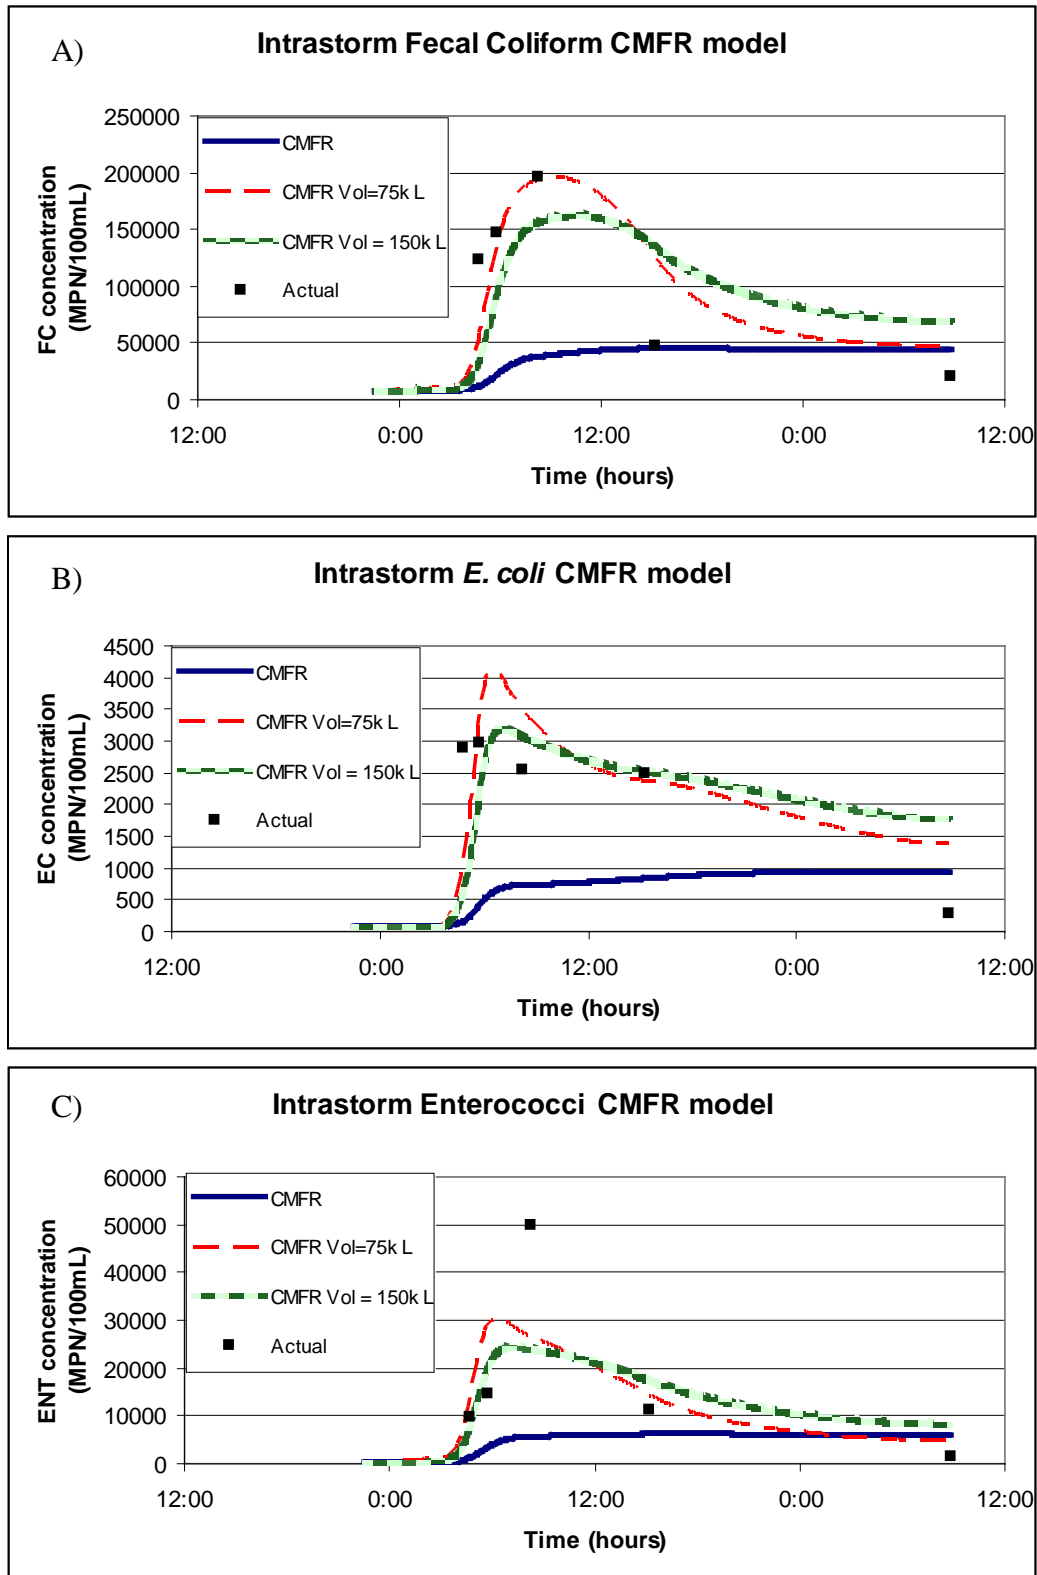 A)
Intrastorm Fecal Coliform CMFR model
FC concentration
(MPN/100mL)
250000
200000
150000
100000
50000
0
CMFR
CMFR Vol=75k L
CMFR Vol = 150k L
Actual
12:00
0:00
12:00
0:00
12:00
Time (hours)
B)
Intrastorm E. coli CMFR model
EC concentration
(MPN/100mL)
4500
4000
3500
3000
2500
2000
1500
1000
500
0
CMFR
CMFR Vol=75k L
CMFR Vol = 150k L
Actual
12:00
0:00
12:00
0:00
12:00
Time (hours)
C)
Intrastorm Enterococci CMFR model
ENT concentration
(MPN/100mL)
60000
50000
40000
30000
20000
10000
0
CMFR
CMFR Vol=75k L
CMFR Vol = 150k L
Actual
12:00
0:00
12:00
0:00
12:00
Time (hours)